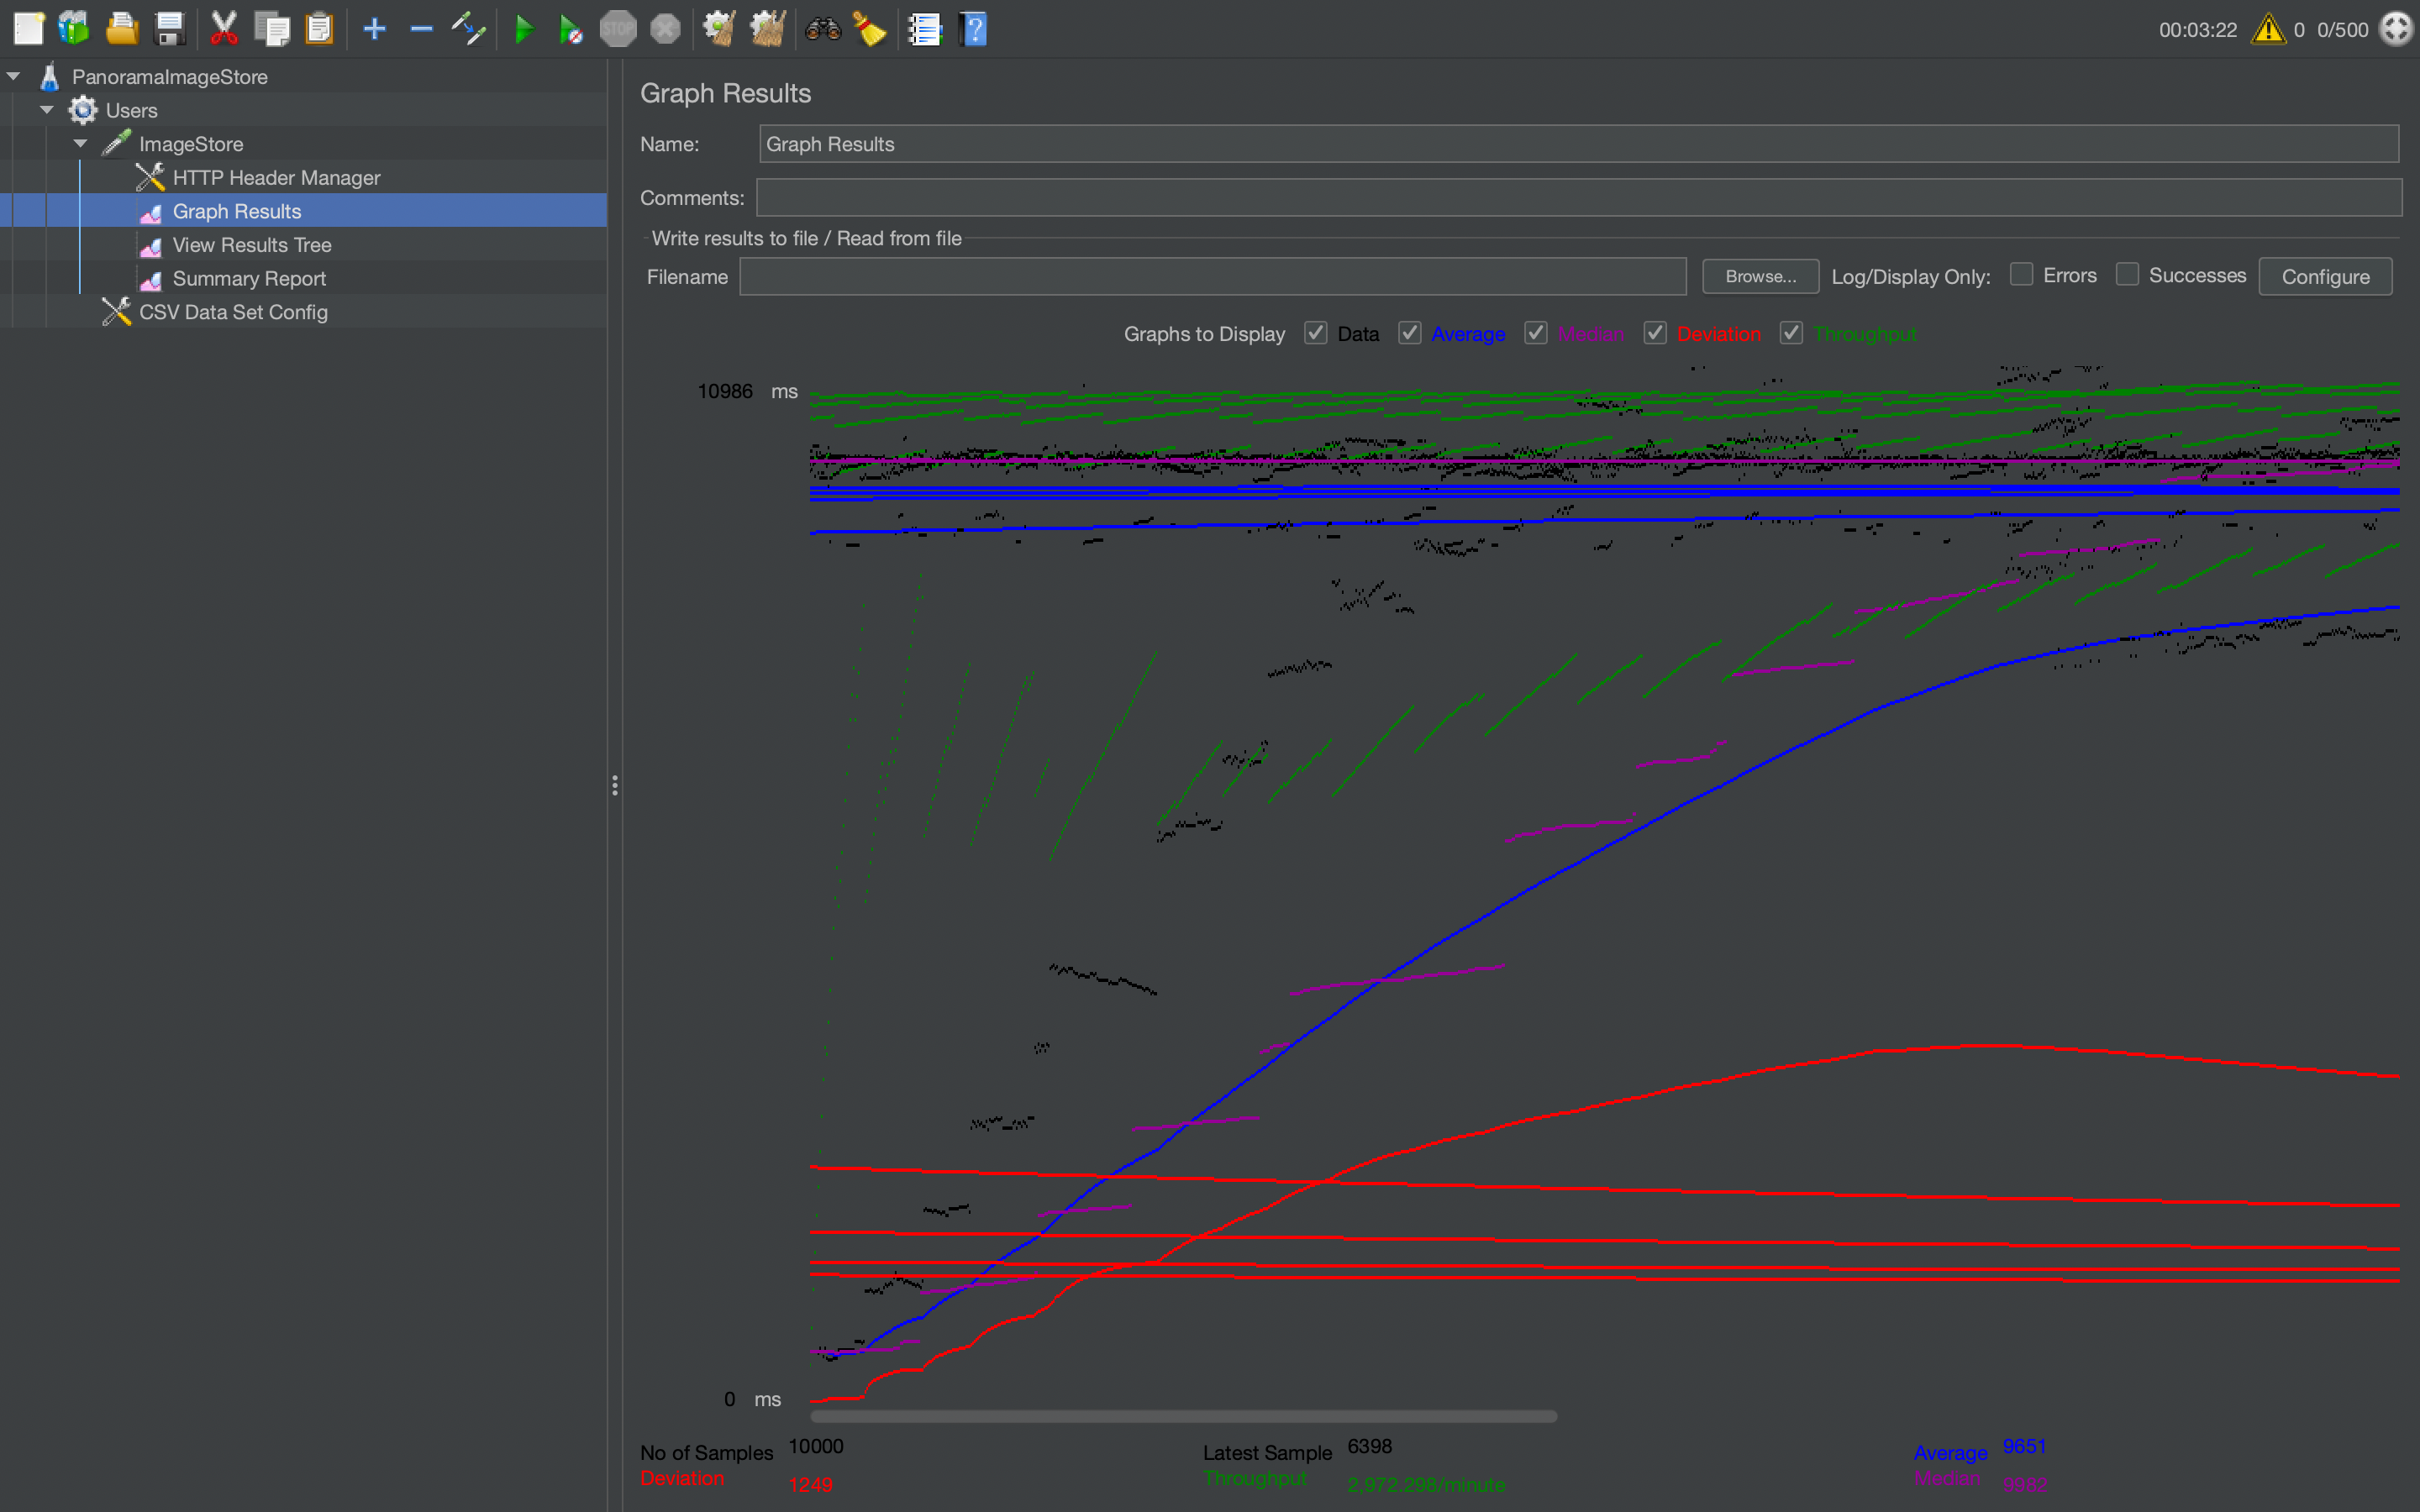 STOP
00:03:22 0 0/500
PanoramaImageStore
Users
ImageStore
HTTP Header Manager
Graph Results
View Results Tree
Summary Report
CSV Data Set Config
Graph Results
Name: Graph Results
Comments:
Write results to file / Read from file
Filename Browse... Log/Display Only: Errors Successes Configure
Graphs to Display Data Average Median Deviation Throughput
10986 ms
0 ms
No of Samples 10000 Latest Sample 6398 Average 9651
Deviation 1249 Throughput 2,972.298/minute Median 9982